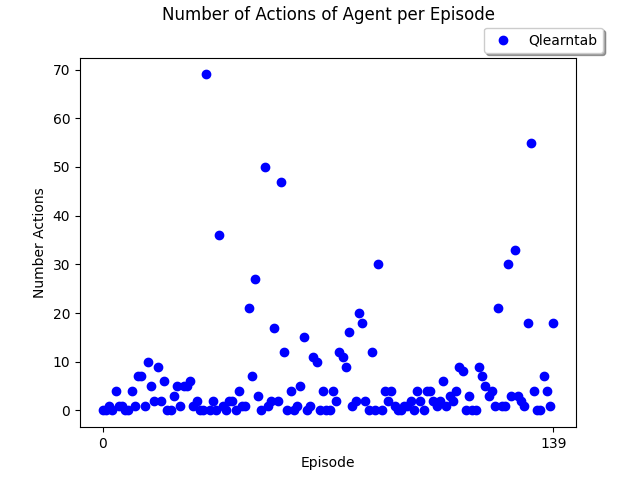 Number of Actions of Agent per Episode
Qlearntab
70
60
50
40
30
20
10
0
Number Actions
0 139
Episode